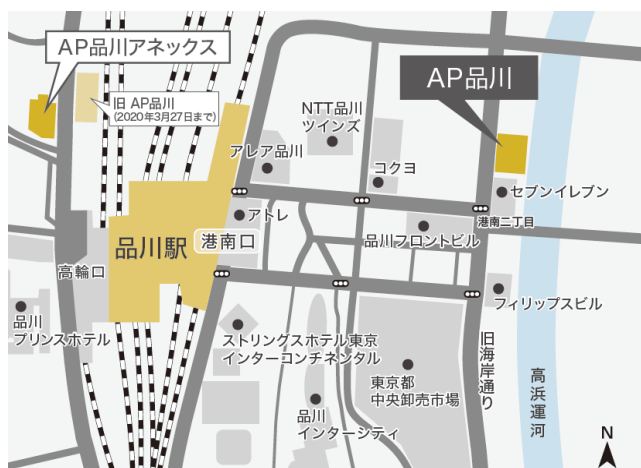 AP品川アネックス
旧 AP品川
(2020年3月27日まで)
NTT品川
ツインズ
AP品川
アレア品川
コクヨ
セブンイレブン
アトレ
港南二丁目
品川フロントビル
品川駅
港南口
高輪口
品川
プリンスホテル
ストリングスホテル東京
インターコンチネンタル
フィリップスビル
旧海岸通り
高浜運河
東京都
中央卸売市場
品川
インターシティ
N